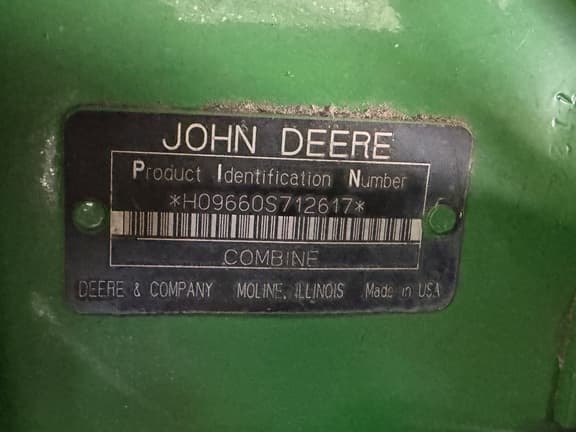 JOHN DEERE
Product Identification Number
*H09660S712617*
COMBINE
DEERE & COMPANY MOLINE, ILLINOIS Made in USA